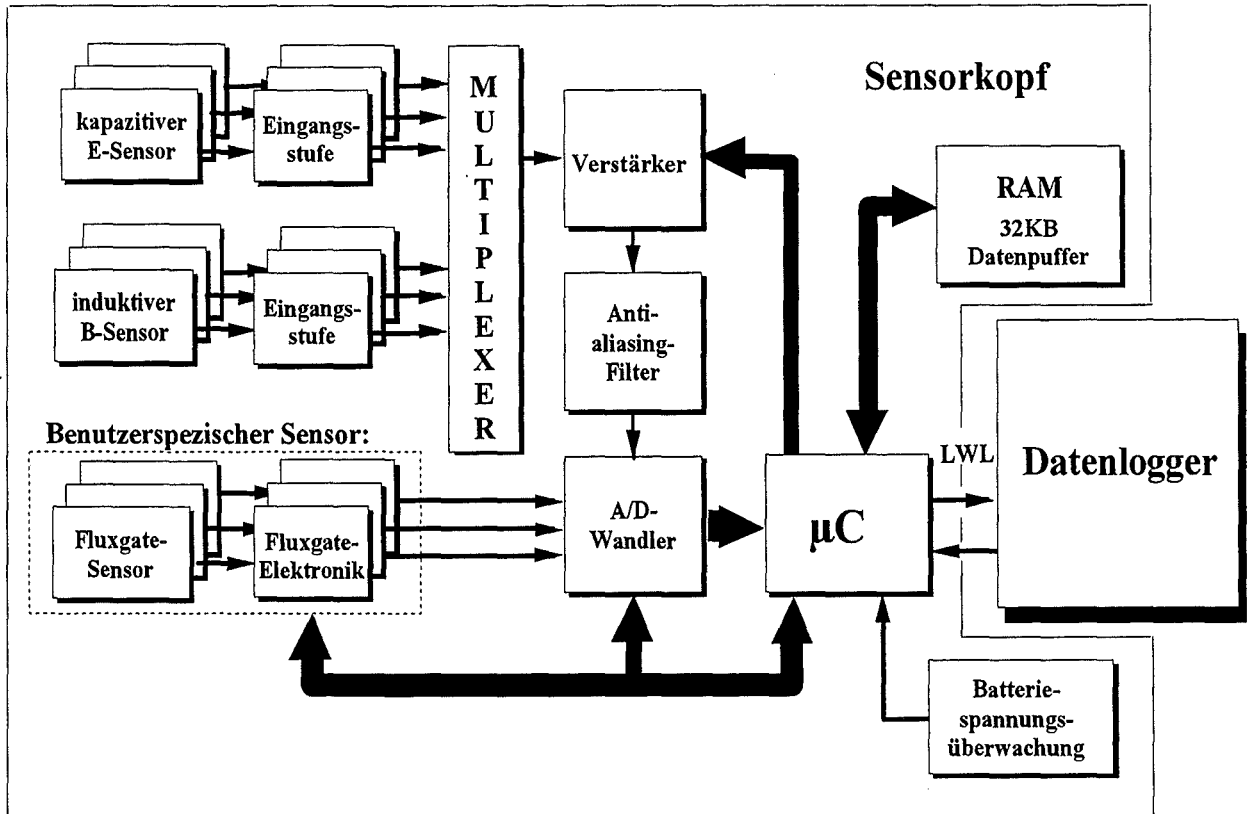 Sensorkopf
kapazitiver
E-Sensor
Eingangs-
stufe
MULTIPLEXER
Verstärker
RAM
32KB
Datenpuffer
induktiver
B-Sensor
Eingangs-
stufe
Anti-
aliasing-
Filter
Benutzerspezischer Sensor:
Fluxgate-
Sensor
Fluxgate-
Elektronik
A/D-
Wandler
µC
LWL
Datenlogger
Batterie-
spannungs-
überwachung